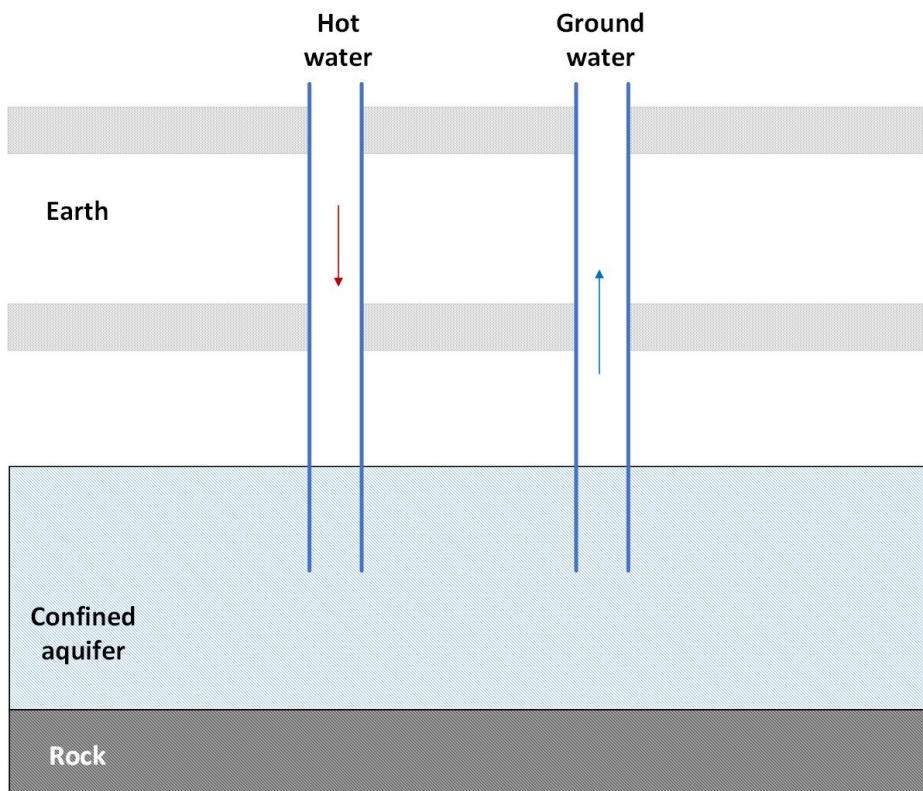 Hot
water
Ground
water
Earth
Confined
aquifer
Rock